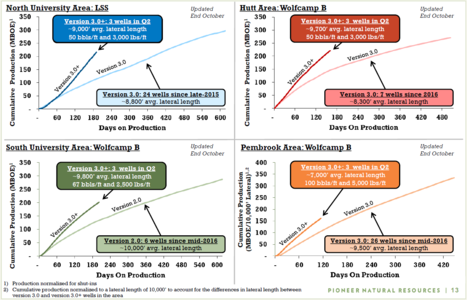 North University Area: LSS
Updated
End October
Cumulative Production (MBOE)¹
350
300
250
200
150
100
50
-
Version 3.0+: 3 wells in Q2
~9,000' avg. lateral length
50 bbls/ft and 3,000 lbs/ft
Version 3.0+
Version 3.0
Version 3.0: 24 wells since late-2015
~8,800' avg. lateral length
- 60 120 180 240 300 360 420 480 540 600
Days On Production
Hutt Area: Wolfcamp B
Updated
End October
Cumulative Production (MBOE)¹
350
300
250
200
150
100
50
-
Version 3.0+: 3 wells in Q2
~9,700' avg. lateral length
50 bbls/ft and 3,000 lbs/ft
Version 3.0+
Version 3.0
Version 3.0: 7 wells since 2016
~8,300' avg. lateral length
- 60 120 180 240 300 360 420 480
Days On Production
South University Area: Wolfcamp B
Updated
End October
Cumulative Production (MBOE)¹
350
300
250
200
150
100
50
-
Version 3.0+: 3 wells in Q2
~9,600' avg. lateral length
67 bbls/ft and 2,500 lbs/ft
Version 3.0+
Version 2.0
Version 2.0: 6 wells since mid-2015
~10,000' avg. lateral length
- 60 120 180 240 300 360 420 480 540 600
Days on Production
Pembrook Area: Wolfcamp B
Updated
End October
Cumulative Production
(MBOE/10,000' Lateral)¹˒²
400
350
300
250
200
150
100
50
-
Version 3.0+: 3 wells in Q2
~7,000' avg. lateral length
100 bbls/ft and 5,000 lbs/ft
Version 3.0+
Version 3.0
Version 3.0: 26 wells since mid-2015
~9,500' avg. lateral length
- 60 120 180 240 300 360 420
Days On Production
1) Production normalized for shut-ins
2) Cumulative production normalized to a lateral length of 10,000' to account for the differences in lateral length between
version 3.0 and version 3.0+ wells in the area
PIONEER NATURAL RESOURCES | 13